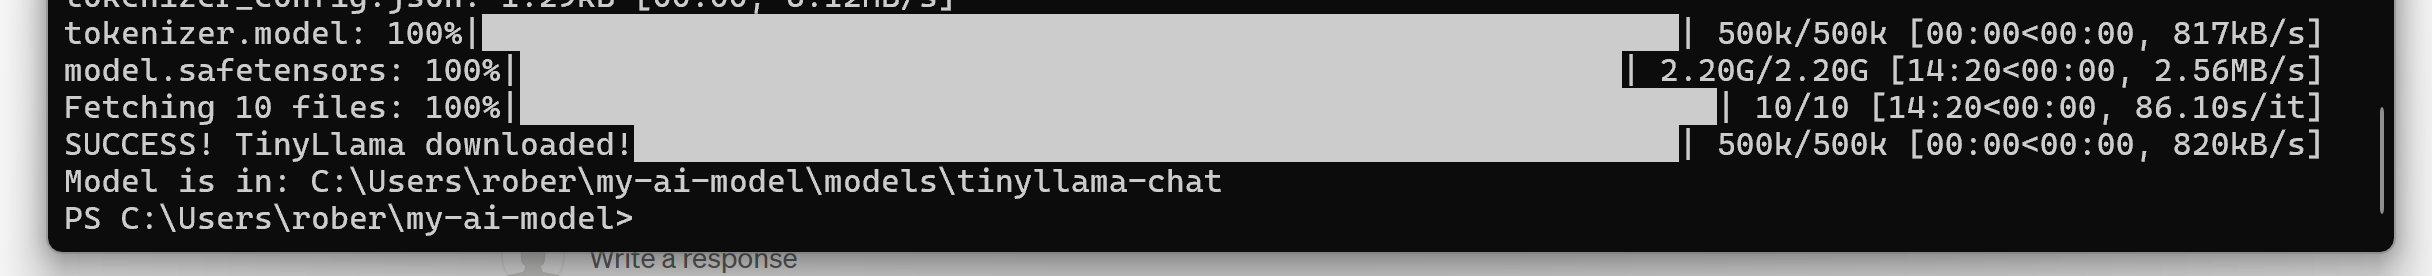 tokenizer_config.json: 1.29kB [00:00, 6.12MB/s]
tokenizer.model: 100%| | 500k/500k [00:00<00:00, 817kB/s]
model.safetensors: 100%| | 2.20G/2.20G [14:20<00:00, 2.56MB/s]
Fetching 10 files: 100%| | 10/10 [14:20<00:00, 86.10s/it]
SUCCESS! TinyLlama downloaded! | 500k/500k [00:00<00:00, 820kB/s]
Model is in: C:\Users\rober\my-ai-model\models\tinyllama-chat
PS C:\Users\rober\my-ai-model>
Write a response